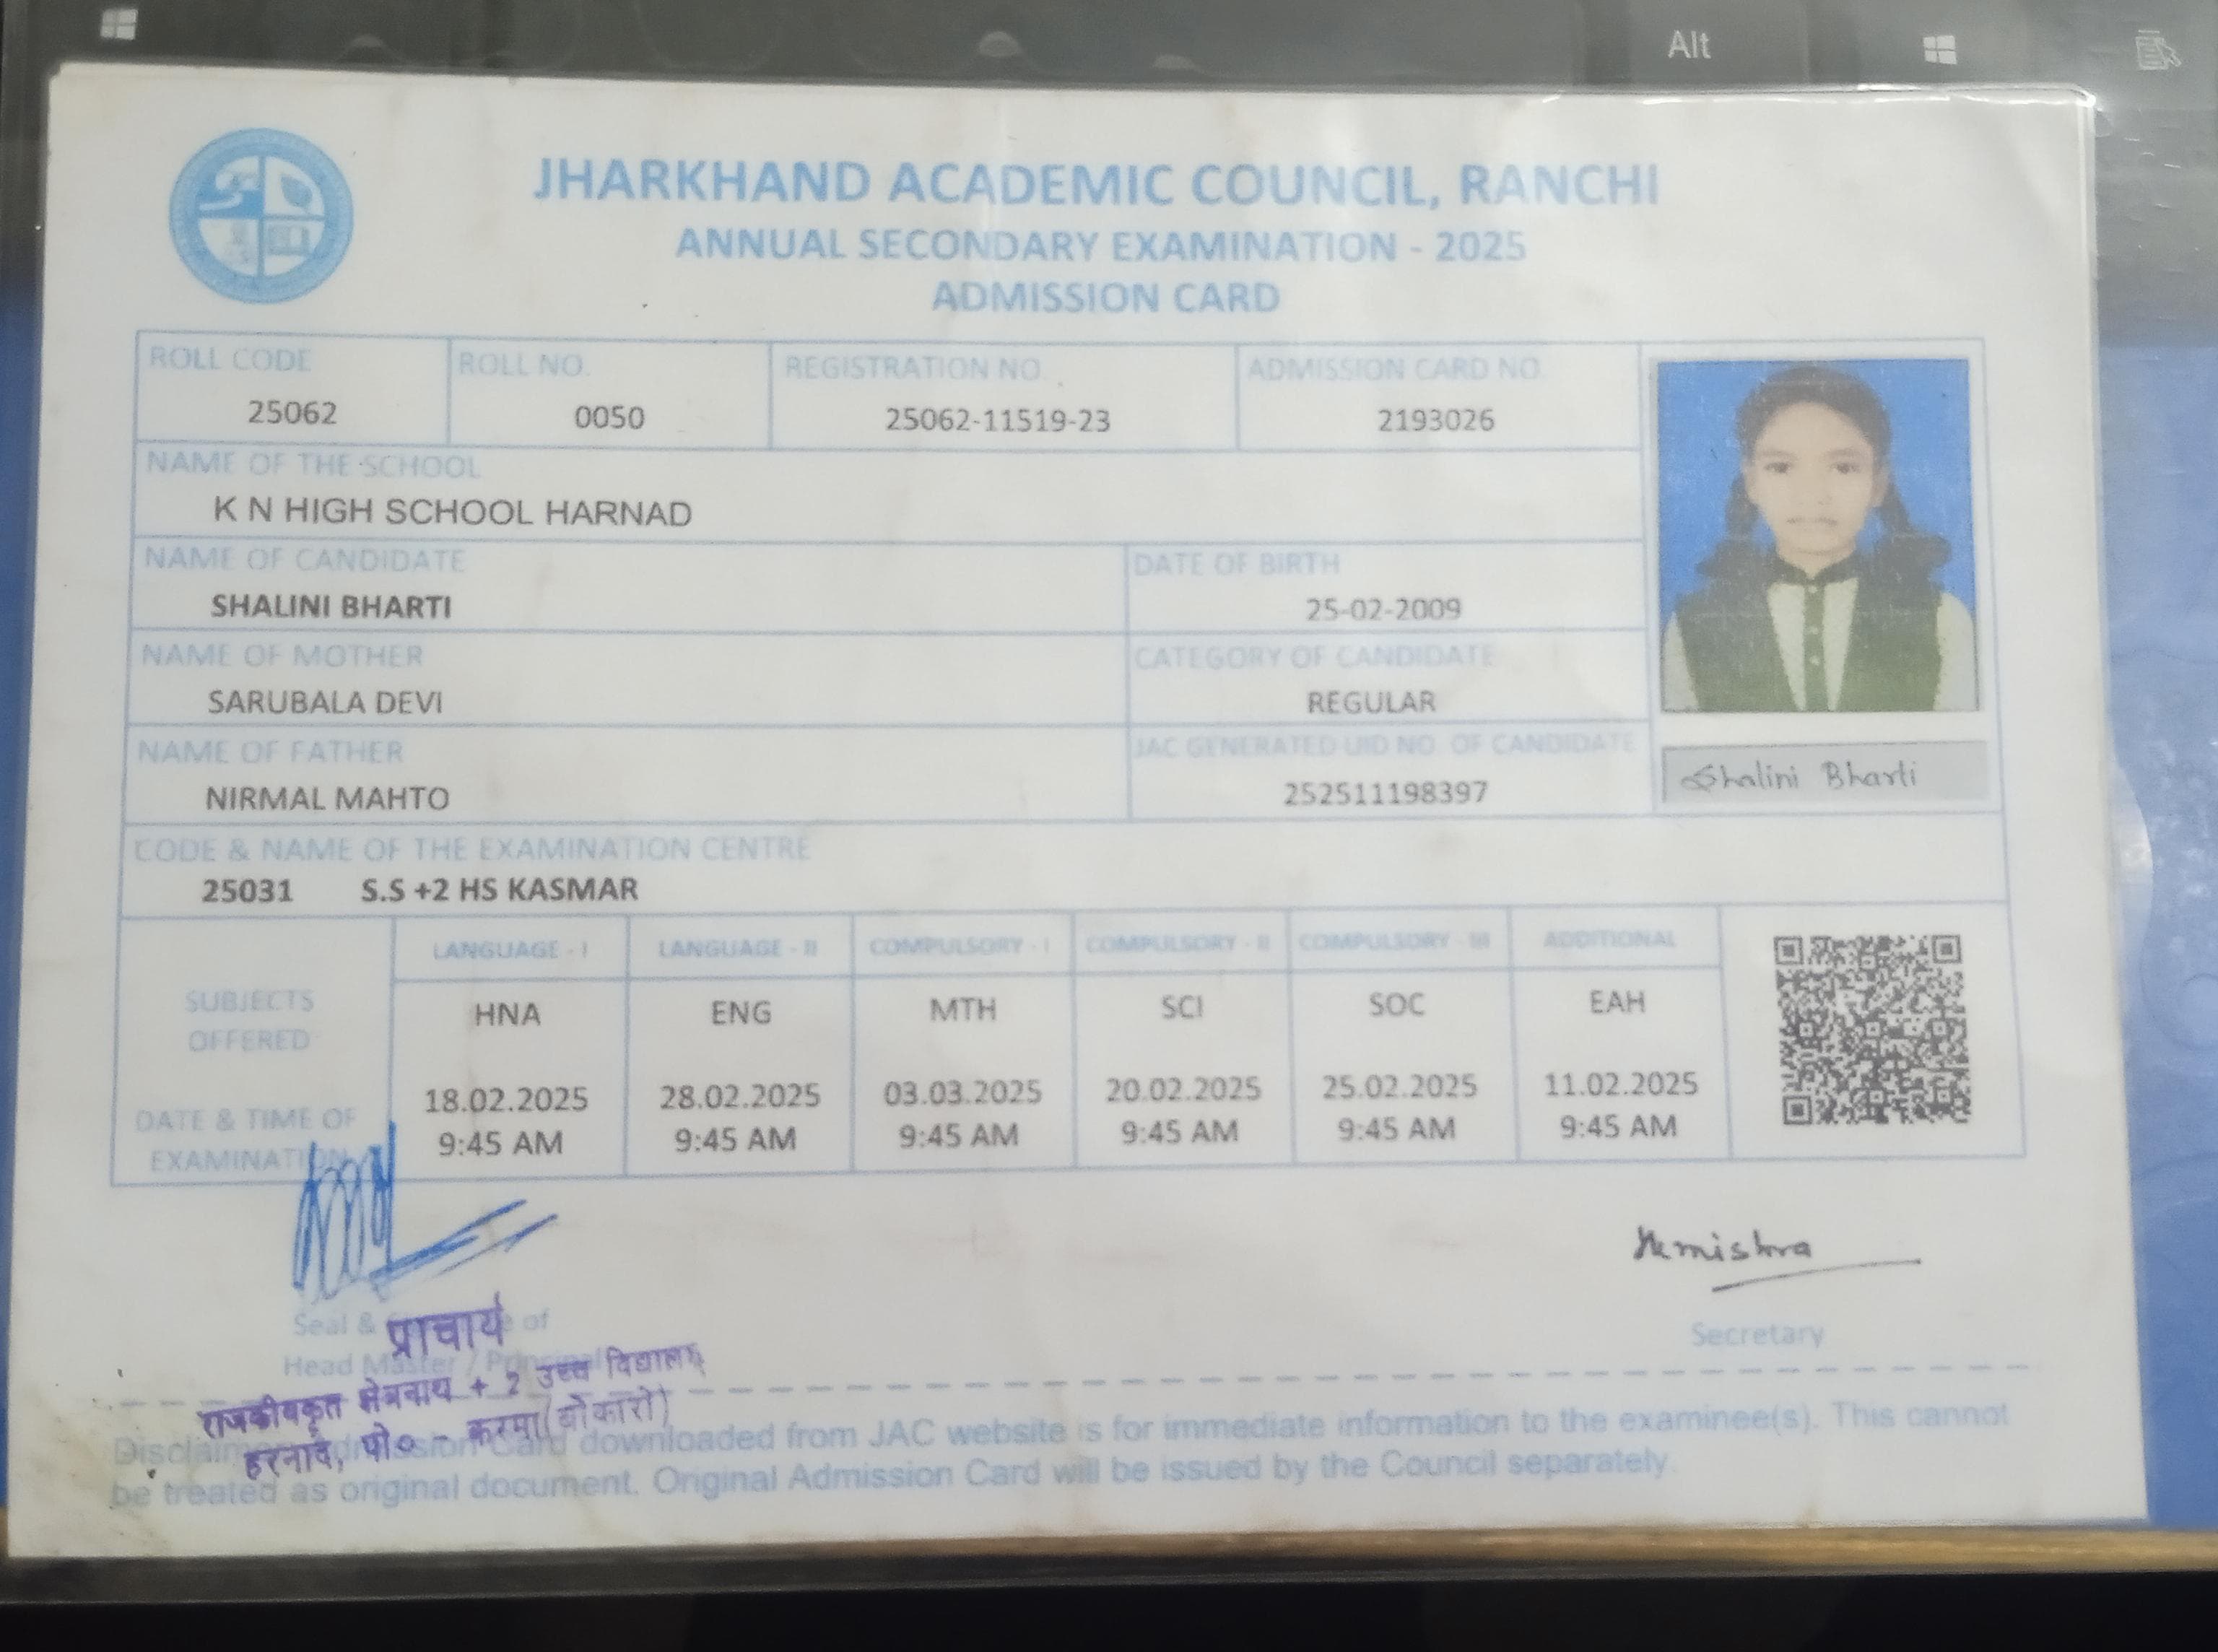 Alt
JHARKHAND ACADEMIC COUNCIL, RANCHI
ANNUAL SECONDARY EXAMINATION - 2025
ADMISSION CARD
ROLL CODE ROLL NO. REGISTRATION NO. ADMISSION CARD NO.
25062 0050 25062-11519-23 2193026
NAME OF THE SCHOOL
K N HIGH SCHOOL HARNAD
NAME OF CANDIDATE DATE OF BIRTH
SHALINI BHARTI 25-02-2009
NAME OF MOTHER CATEGORY OF CANDIDATE
SARUBALA DEVI REGULAR
NAME OF FATHER JAC GENERATED UID NO. OF CANDIDATE
NIRMAL MAHTO 252511198397
Shalini Bharti
CODE & NAME OF THE EXAMINATION CENTRE
25031 S.S +2 HS KASMAR
LANGUAGE - I LANGUAGE - II COMPULSORY - I COMPULSORY - II COMPULSORY - III ADDITIONAL
SUBJECTS OFFERED HNA ENG MTH SCI SOC EAH
DATE & TIME OF 18.02.2025 28.02.2025 03.03.2025 20.02.2025 25.02.2025 11.02.2025
EXAMINATION 9:45 AM 9:45 AM 9:45 AM 9:45 AM 9:45 AM 9:45 AM
Seal & of
Head Master / Principal
Secretary
प्राचार्य
राजकीयकृत क्षेत्रनाथ + 2 उच्च विद्यालय
हरनाद, पो० - करमा (बोकारो)
Disclaimer: Admission Card downloaded from JAC website is for immediate information to the examinee(s). This cannot
be treated as original document. Original Admission Card will be issued by the Council separately.